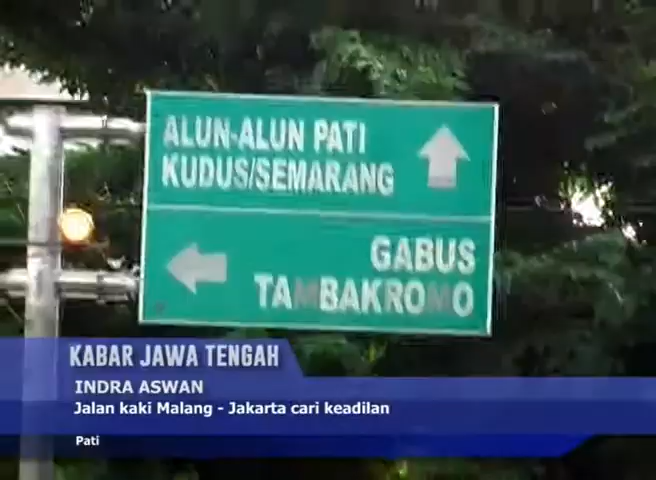 ALUN-ALUN PATI
KUDUS/SEMARANG
GABUS
TAMBAKROMO
KABAR JAWA TENGAH
INDRA ASWAN
Jalan kaki Malang - Jakarta cari keadilan
Pati